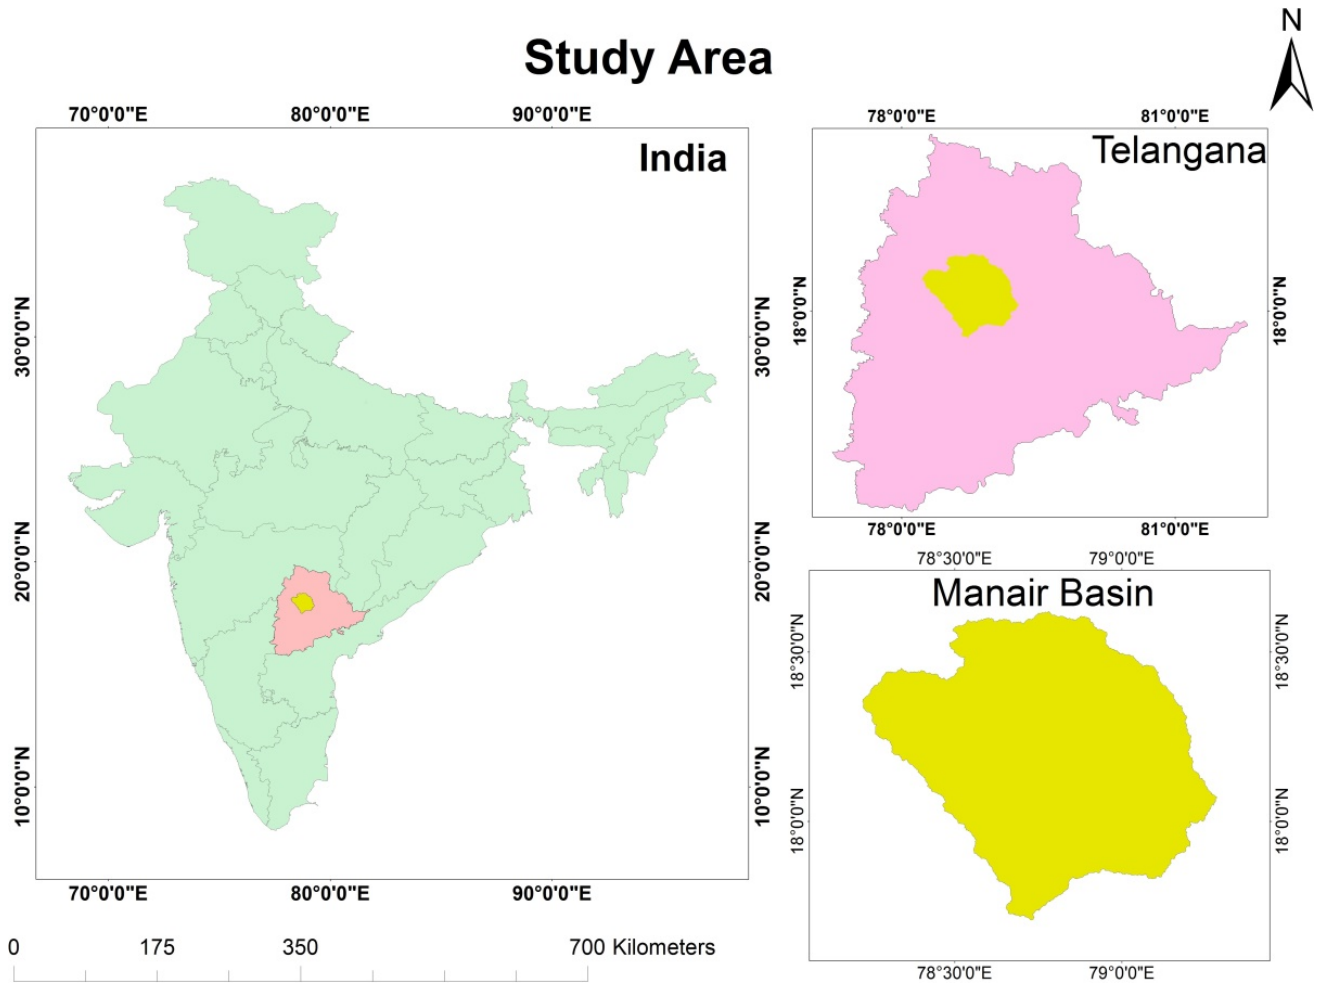 N
Study Area
70°0'0"E 80°0'0"E 90°0'0"E
India
30°0'0"N 30°0'0"N
20°0'0"N 20°0'0"N
10°0'0"N 10°0'0"N
70°0'0"E 80°0'0"E 90°0'0"E
0 175 350 700 Kilometers
78°0'0"E 81°0'0"E
Telangana
18°0'0"N 18°0'0"N
78°0'0"E 81°0'0"E
78°30'0"E 79°0'0"E
Manair Basin
18°30'0"N 18°30'0"N
18°0'0"N 18°0'0"N
78°30'0"E 79°0'0"E